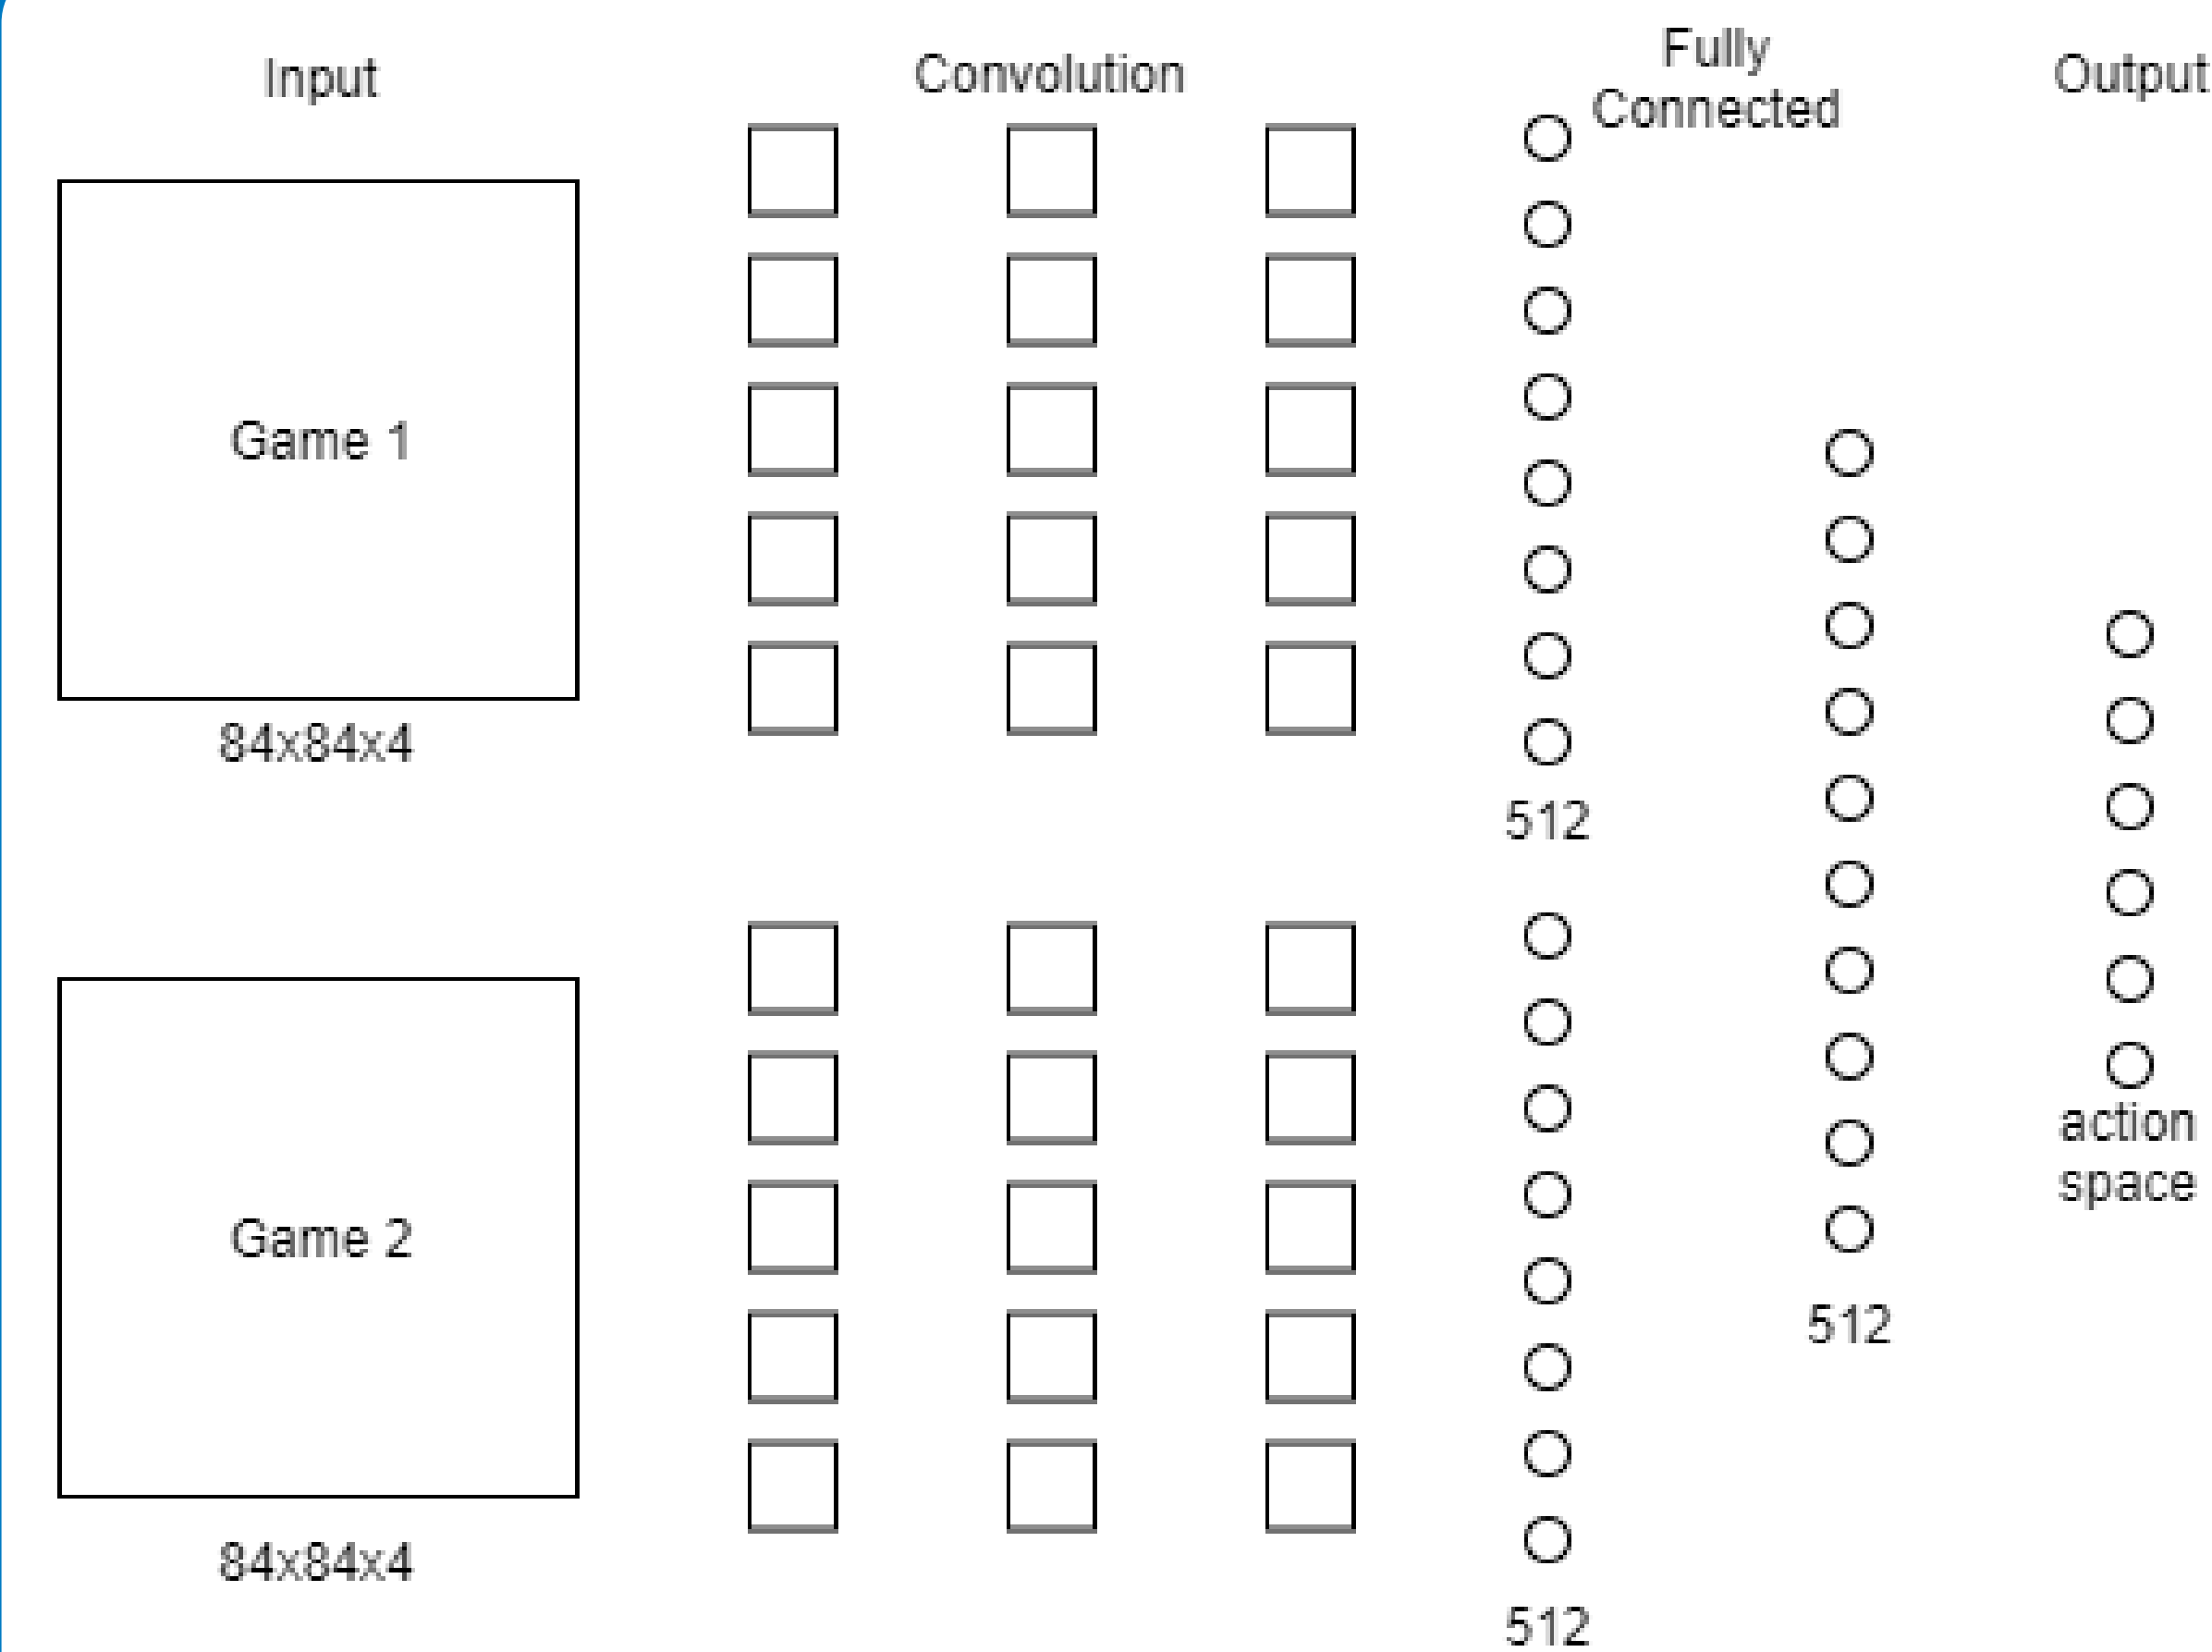 Input
Convolution
Fully
Connected
Output
Game 1
84x84x4
512
Game 2
84x84x4
512
512
action
space